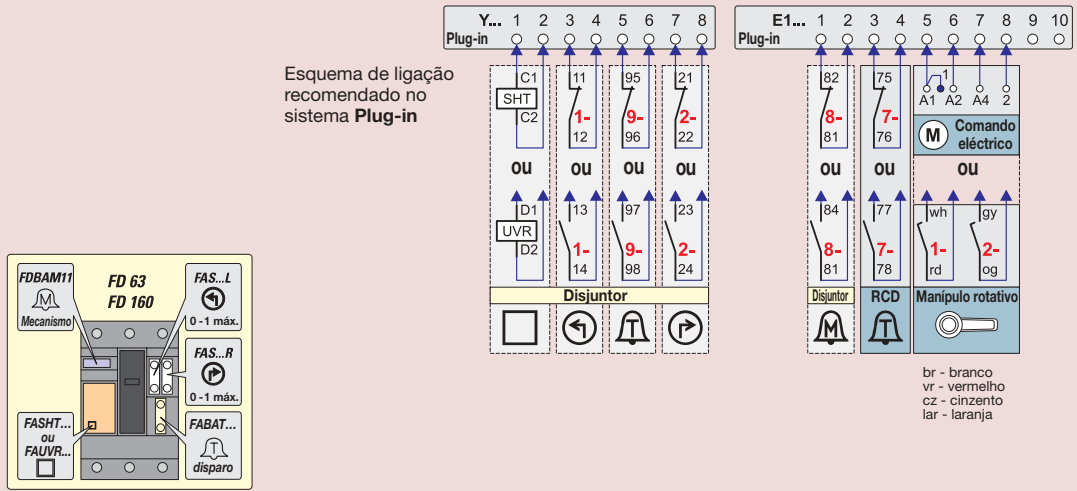 Y... 1 2 3 4 5 6 7 8
Plug-in
E1... 1 2 3 4 5 6 7 8 9 10
Plug-in
Esquema de ligação
recomendado no
sistema Plug-in
C1 11 95 21
SHT
C2 1- 9- 2-
12 96 22
ou ou ou ou
D1 13 97 23
UVR
D2 1- 9- 2-
14 98 24
Disjuntor
T
82 75 1
A1 A2 A4 2
8- 7-
81 76
M Comando
eléctrico
ou ou ou
84 77 wh gy
8- 7- 1- 2-
81 78 rd og
Disjuntor RCD Manípulo rotativo
M T
br - branco
vr - vermelho
cz - cinzento
lar - laranja
FDBAM11
M
Mecanismo
FD 63
FD 160
FAS...L
0 - 1 máx.
FAS...R
0 - 1 máx.
FASHT...
ou
FAUVR...
FABAT...
T
disparo